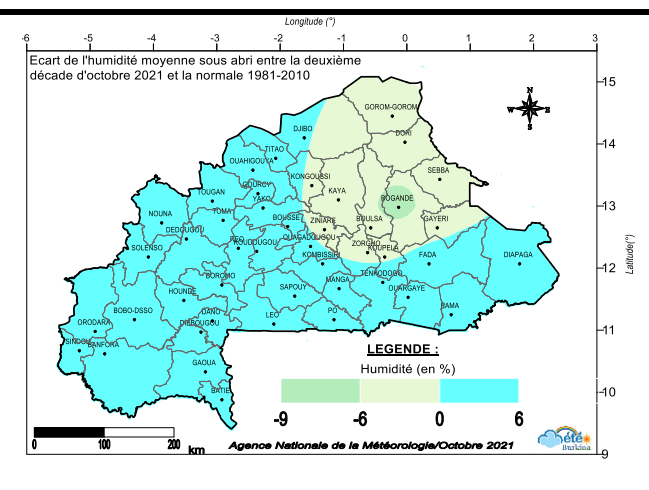 Longitude (°)
-6 -5 -4 -3 -2 -1 0 1 2 3
Ecart de l'humidité moyenne sous abri entre la deuxième
décade d'octobre 2021 et la normale 1981-2010
15
N
GOROM-GOROM
W E
S
DJIBO
14
DORI
TITAO
OUAHIGOUYA
SEBBA
KONGOUSSI
GOURCY
KAYA
TOUGAN
YAKO
BOGANDE
13
NOUNA
TOMA
BOUSSE
ZINIARE
BOULSA
GAYERI
DEDOUGOU
OUAGADOUGOU
SOLENSO
KOUDOUGOU
ZORGHO
KOUPELA
KOMBISSIRI
FADA
DIAPAGA
Latitude(°)
12
BOROMO
TENKODOGO
MANGA
HOUNDE
SAPOUY
OUARGAYE
BOBO-DSSO
DANO
LEO
PO
PAMA
ORODARA
DIEBOUGOU
11
SINDOU
BANFORA
LEGENDE :
GAOUA
Humidité (en %)
BATIE
10
-9 -6 0 6
0 100 200
km
Agence Nationale de la Météorologie/Octobre 2021
météo
Burkina
9